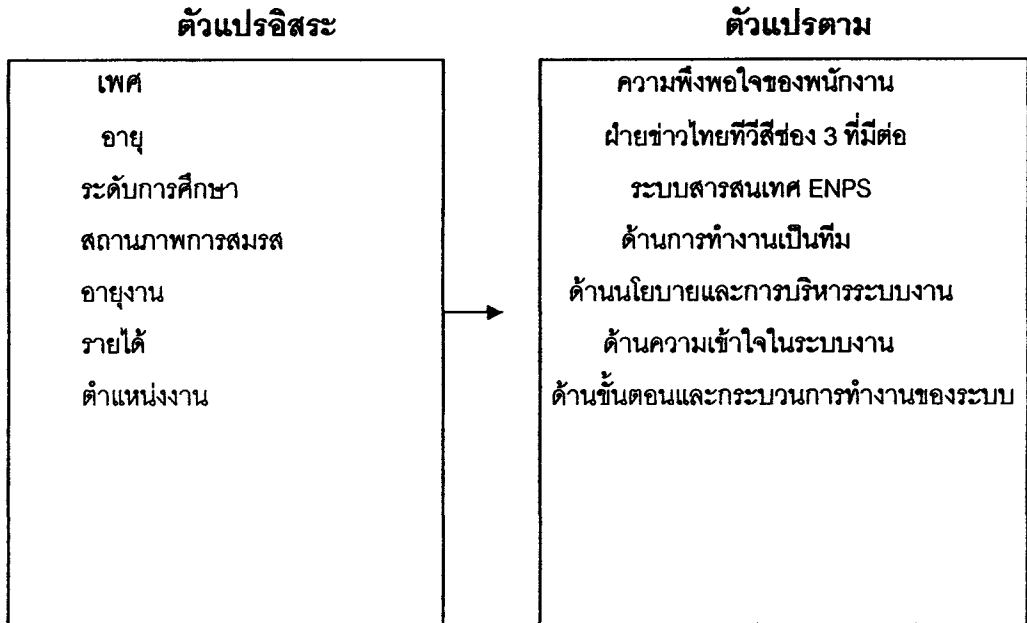 ตัวแปรอิสระ
เพศ
อายุ
ระดับการศึกษา
สถานภาพการสมรส
อายุงาน
รายได้
ตำแหน่งงาน
ตัวแปรตาม
ความพึงพอใจของพนักงาน
ฝ่ายข่าวไทยทีวีสีช่อง 3 ที่มีต่อ
ระบบสารสนเทศ ENPS
ด้านการทำงานเป็นทีม
ด้านนโยบายและการบริหารระบบงาน
ด้านความเข้าใจในระบบงาน
ด้านขั้นตอนและกระบวนการทำงานของระบบ